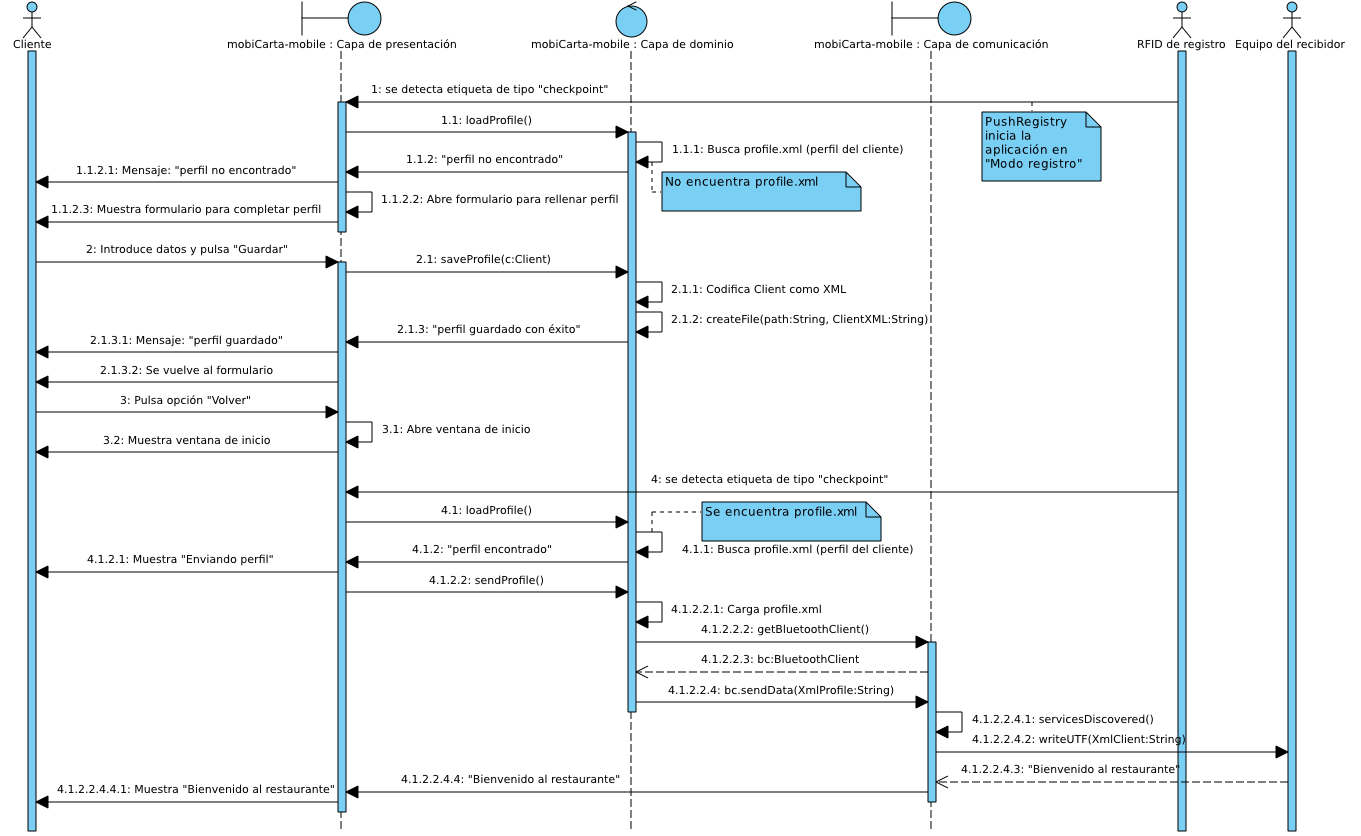 Cliente
mobiCarta-mobile : Capa de presentación
mobiCarta-mobile : Capa de dominio
mobiCarta-mobile : Capa de comunicación
RFID de registro
Equipo del recibidor
1: se detecta etiqueta de tipo "checkpoint"
PushRegistry
inicia la
aplicación en
"Modo registro"
1.1: loadProfile()
1.1.1: Busca profile.xml (perfil del cliente)
1.1.2: "perfil no encontrado"
No encuentra profile.xml
1.1.2.1: Mensaje: "perfil no encontrado"
1.1.2.2: Abre formulario para rellenar perfil
1.1.2.3: Muestra formulario para completar perfil
2: Introduce datos y pulsa "Guardar"
2.1: saveProfile(c:Client)
2.1.1: Codifica Client como XML
2.1.2: createFile(path:String, ClientXML:String)
2.1.3: "perfil guardado con éxito"
2.1.3.1: Mensaje: "perfil guardado"
2.1.3.2: Se vuelve al formulario
3: Pulsa opción "Volver"
3.1: Abre ventana de inicio
3.2: Muestra ventana de inicio
4: se detecta etiqueta de tipo "checkpoint"
4.1: loadProfile()
Se encuentra profile.xml
4.1.1: Busca profile.xml (perfil del cliente)
4.1.2: "perfil encontrado"
4.1.2.1: Muestra "Enviando perfil"
4.1.2.2: sendProfile()
4.1.2.2.1: Carga profile.xml
4.1.2.2.2: getBluetoothClient()
4.1.2.2.3: bc:BluetoothClient
4.1.2.2.4: bc.sendData(XmlProfile:String)
4.1.2.2.4.1: servicesDiscovered()
4.1.2.2.4.2: writeUTF(XmlClient:String)
4.1.2.2.4.3: "Bienvenido al restaurante"
4.1.2.2.4.4: "Bienvenido al restaurante"
4.1.2.2.4.4.1: Muestra "Bienvenido al restaurante"